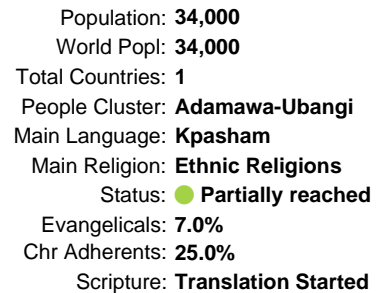 Population: 34,000
World Popl: 34,000
Total Countries: 1
People Cluster: Adamawa-Ubangi
Main Language: Kpasham
Main Religion: Ethnic Religions
Status: Partially reached
Evangelicals: 7.0%
Chr Adherents: 25.0%
Scripture: Translation Started